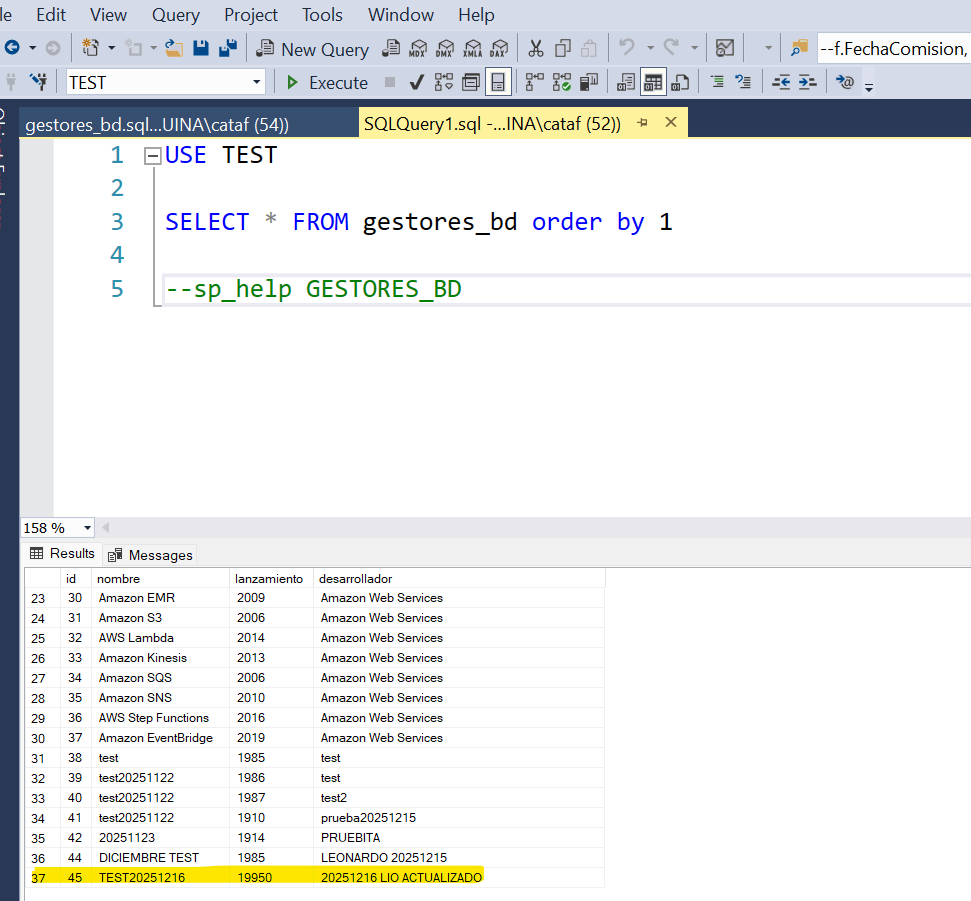 le Edit View Query Project Tools Window Help
New Query MDX DMX XMLA DAX --f.FechaComision,
TEST Execute
gestores_bd.sql...UINA\cataf (54)) SQLQuery1.sql -...INA\cataf (52))
1 USE TEST
2
3 SELECT * FROM gestores_bd order by 1
4
5 --sp_help GESTORES_BD
158 %
Results Messages
id nombre lanzamiento desarrollador
23 30 Amazon EMR 2009 Amazon Web Services
24 31 Amazon S3 2006 Amazon Web Services
25 32 AWS Lambda 2014 Amazon Web Services
26 33 Amazon Kinesis 2013 Amazon Web Services
27 34 Amazon SQS 2006 Amazon Web Services
28 35 Amazon SNS 2010 Amazon Web Services
29 36 AWS Step Functions 2016 Amazon Web Services
30 37 Amazon EventBridge 2019 Amazon Web Services
31 38 test 1985 test
32 39 test20251122 1986 test
33 40 test20251122 1987 test2
34 41 test20251122 1910 prueba20251215
35 42 20251123 1914 PRUEBITA
36 44 DICIEMBRE TEST 1985 LEONARDO 20251215
37 45 TEST20251216 19950 20251216 LIO ACTUALIZADO